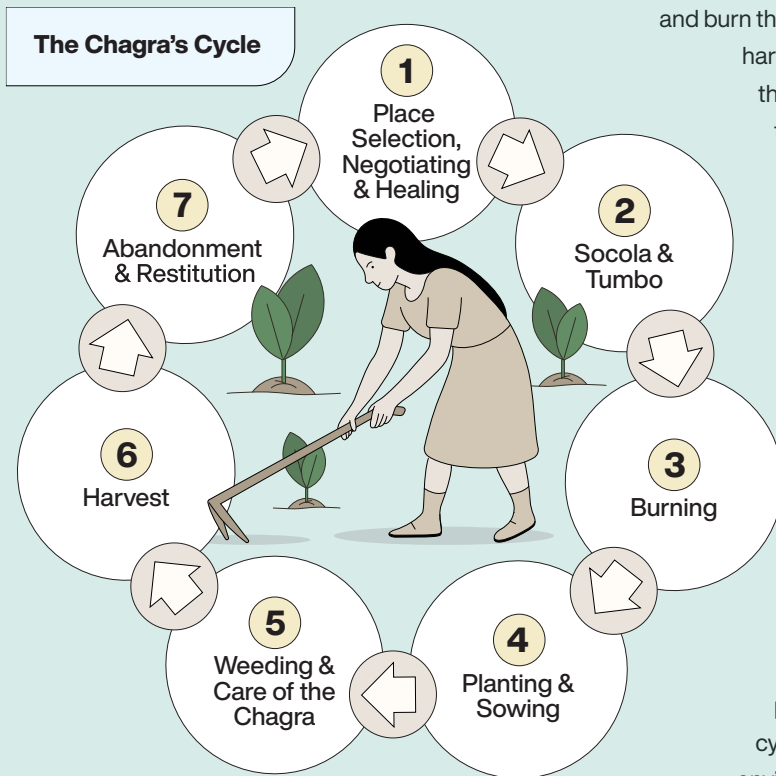 The Chagra's Cycle
and burn th
har
th
1
Place
Selection,
Negotiating
& Healing
2
Socola &
Tumbo
3
Burning
4
Planting &
Sowing
5
Weeding &
Care of the
Chagra
6
Harvest
7
Abandonment
& Restitution
cy